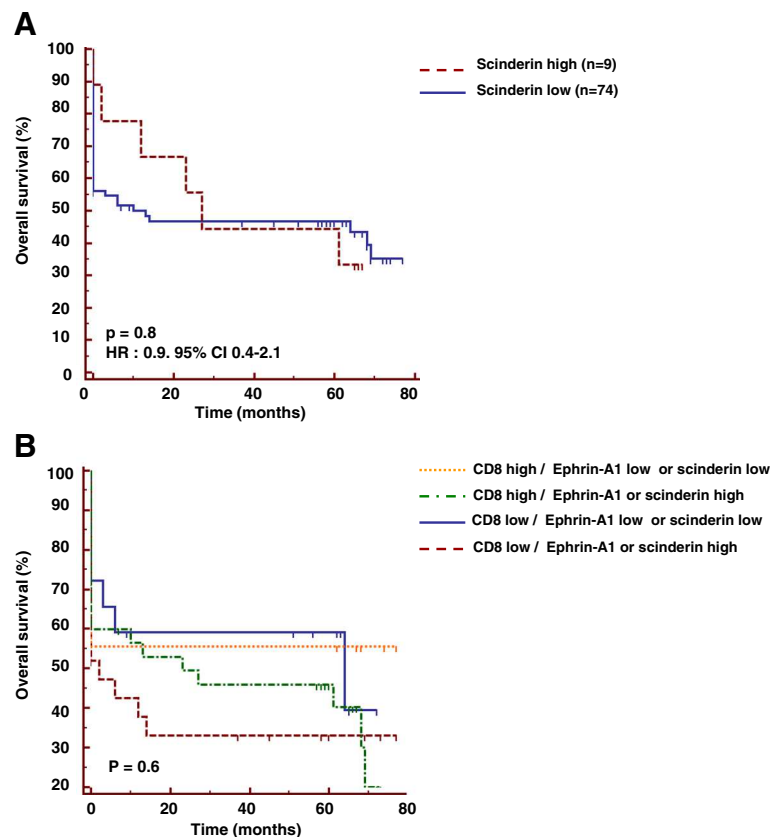 A
Overall survival (%)
100
90
80
70
60
50
40
30
20
10
0
p = 0.8
HR : 0.9. 95% CI 0.4-2.1
0 20 40 60 80
Time (months)
Scinderin high (n=9)
Scinderin low (n=74)
B
Overall survival (%)
100
90
80
70
60
50
40
30
20
P = 0.6
0 20 40 60 80
Time (months)
CD8 high / Ephrin-A1 low or scinderin low
CD8 high / Ephrin-A1 or scinderin high
CD8 low / Ephrin-A1 low or scinderin low
CD8 low / Ephrin-A1 or scinderin high